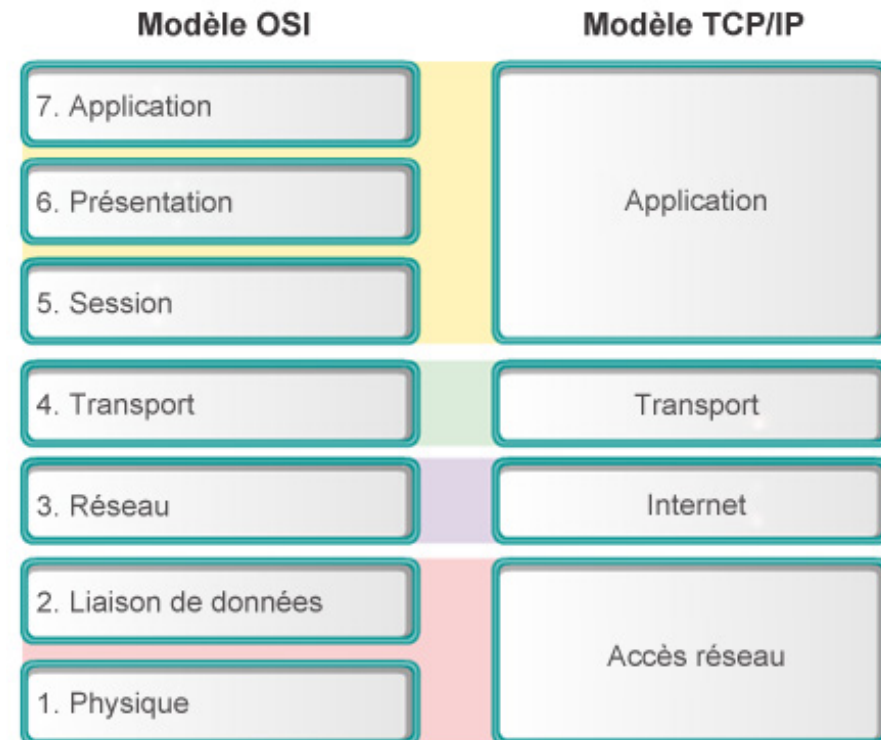 Modèle OSI
Modèle TCP/IP
7. Application
6. Présentation
5. Session
4. Transport
3. Réseau
2. Liaison de données
1. Physique
Application
Transport
Internet
Accès réseau